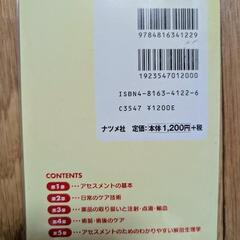 9784816341229
1923547012000
ISBN4-8163-4122-6
C3547 ¥1200E
ナツメ社 定価:本体1,200円+税
CONTENTS
第1章…アセスメントの基本
第2章…日常のケア技術
第3章…薬品の取り扱いと注射・点滴・輸血
第4章…術前・術後のケア
第5章…アセスメントのためのわかりやすい解剖生理学